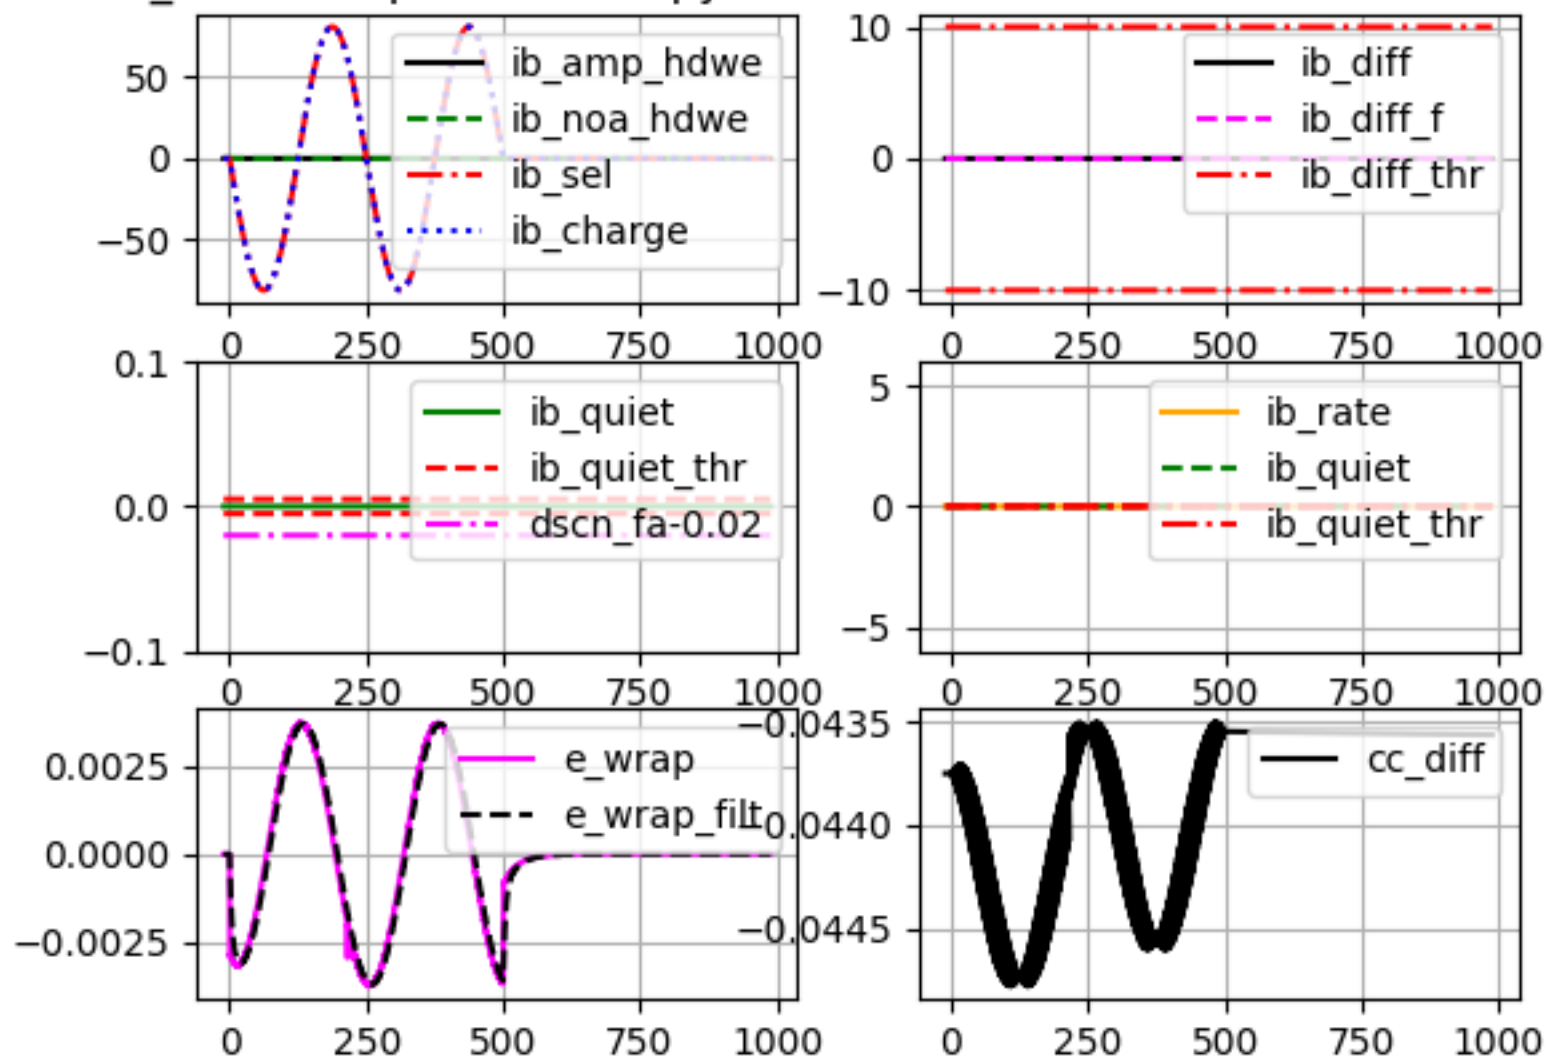 50
0
−50
ib_amp_hdwe
ib_noa_hdwe
ib_sel
ib_charge
0 250 500 750 1000
10
0
−10
ib_diff
ib_diff_f
ib_diff_thr
0 250 500 750 1000
0.1
0.0
−0.1
ib_quiet
ib_quiet_thr
dscn_fa-0.02
0 250 500 750 1000
5
0
−5
ib_rate
ib_quiet
ib_quiet_thr
0 250 500 750 1000
0.0025
0.0000
−0.0025
e_wrap
e_wrap_filt
0 250 500 750 1000
−0.0435
−0.0440
−0.0445
cc_diff
0 250 500 750 1000